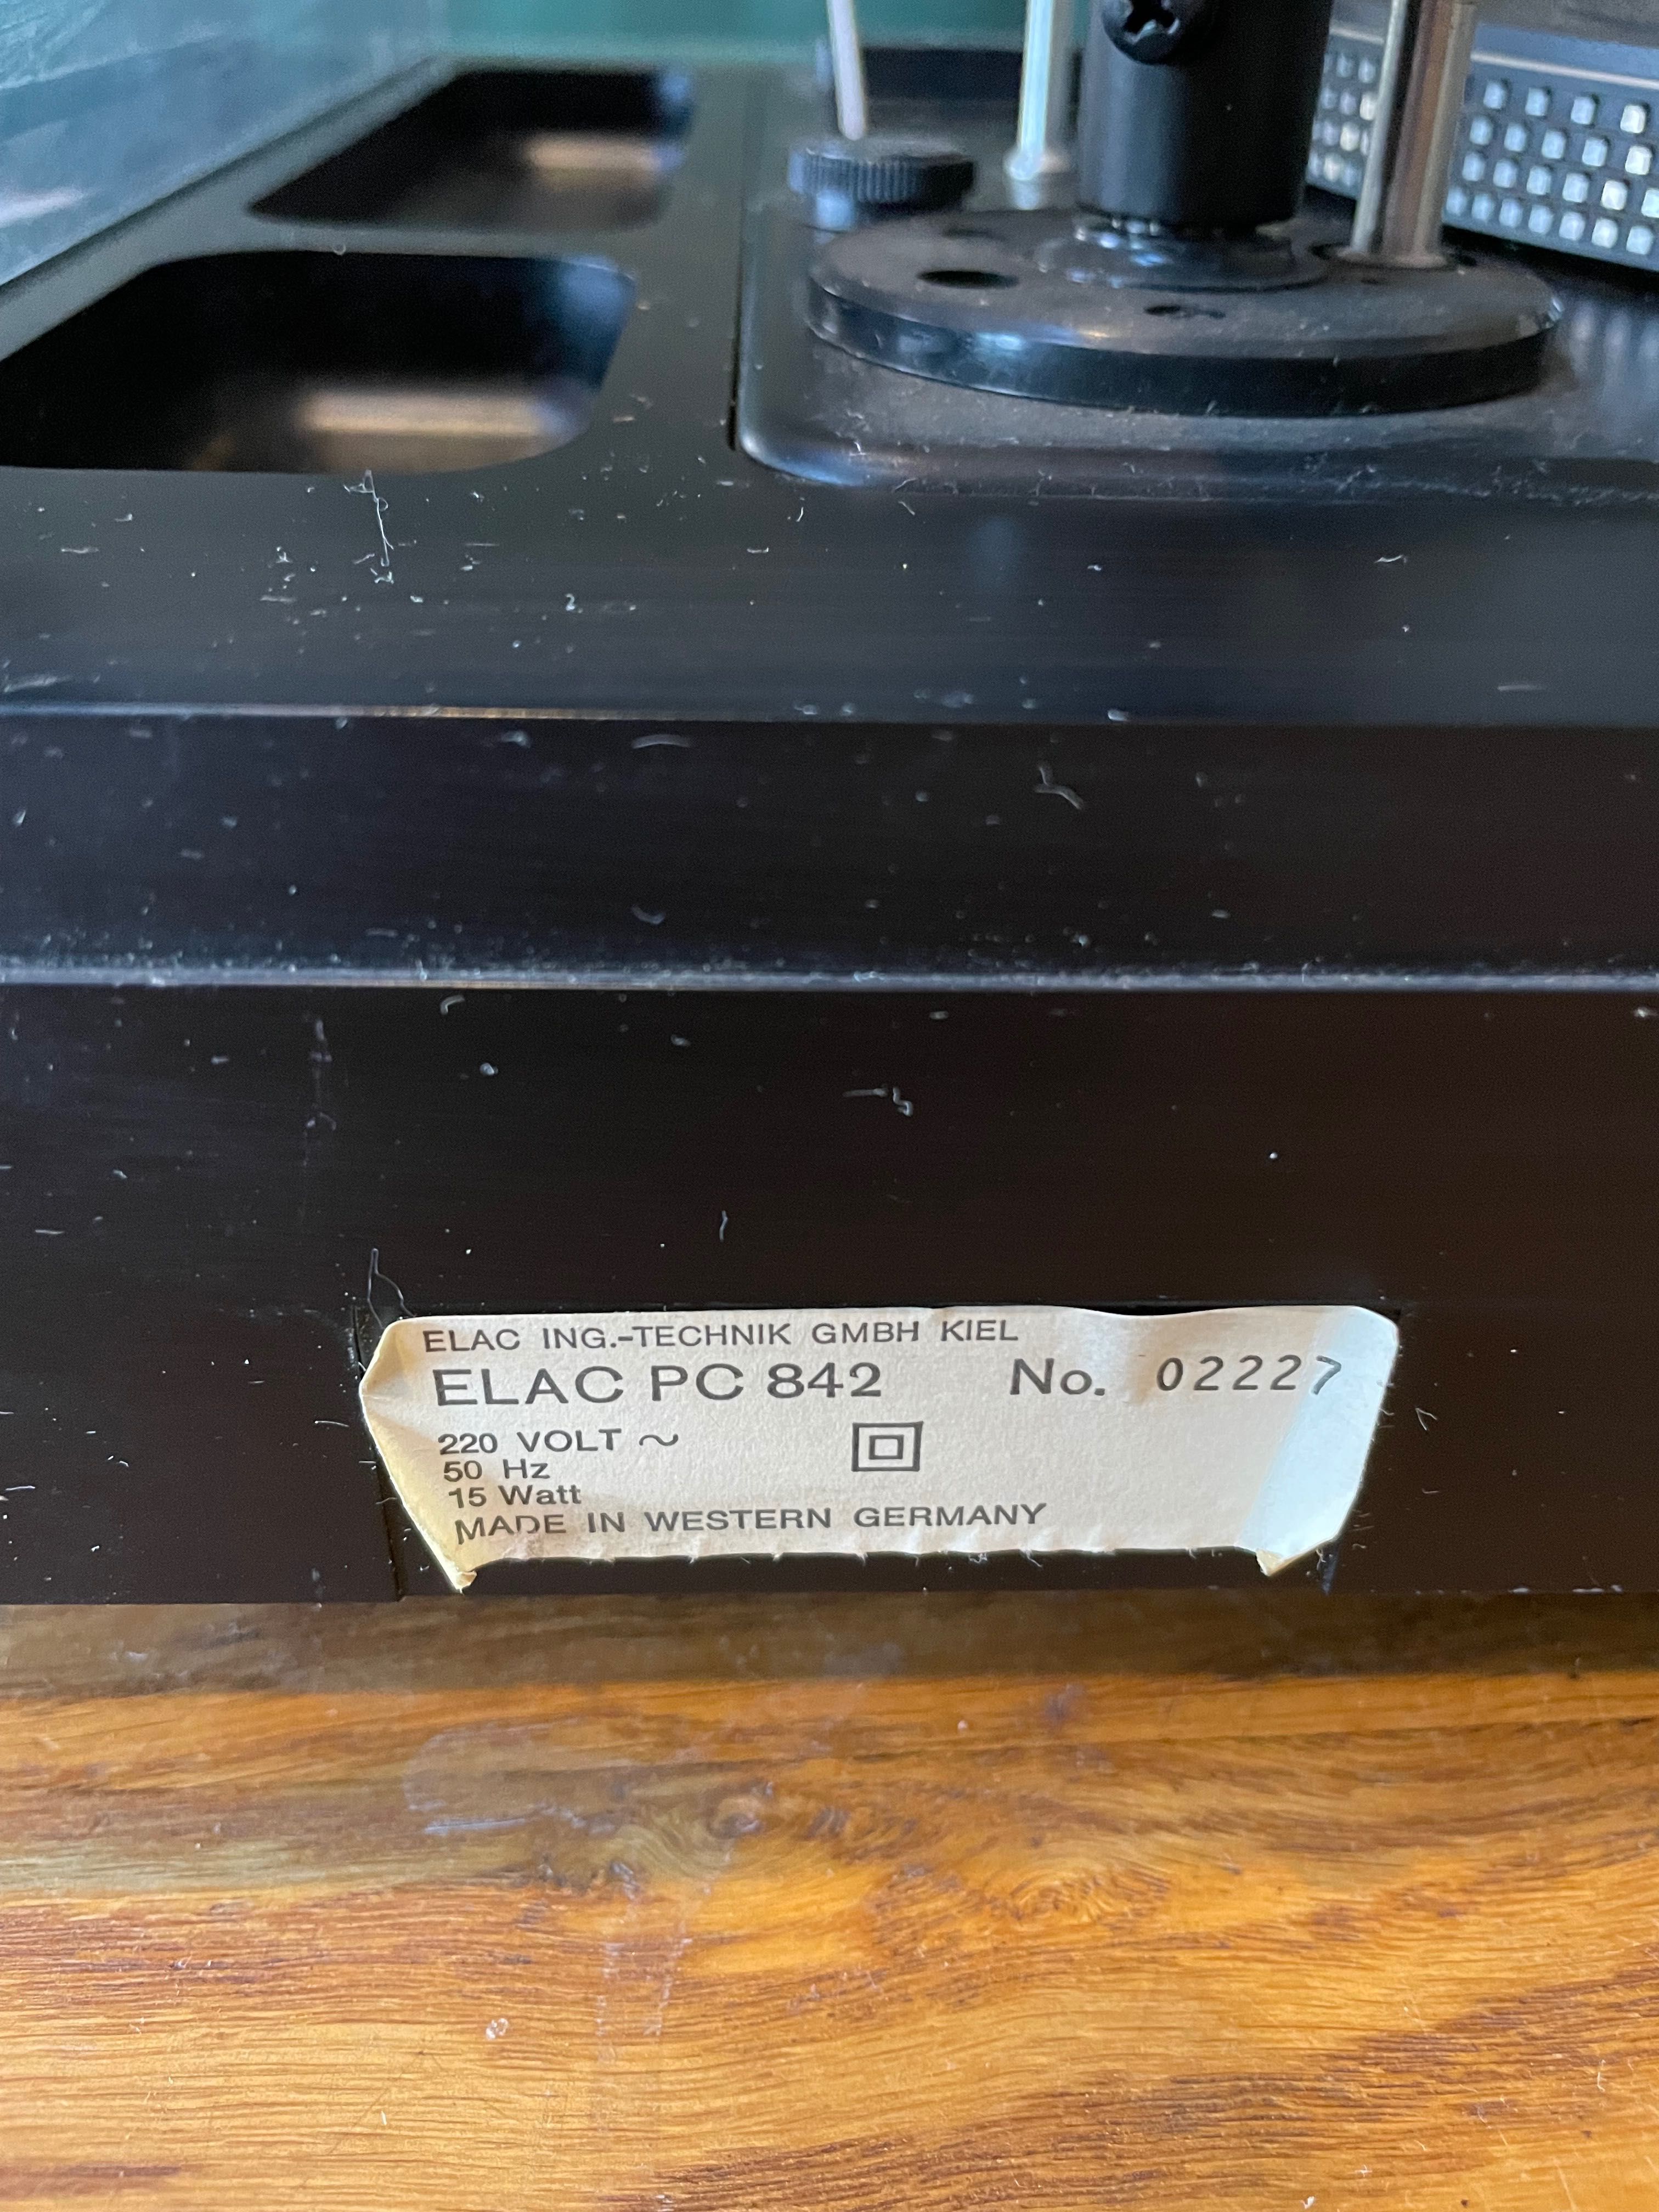 ELAC ING.-TECHNIK GMBH KIEL
ELAC PC 842 No. 02227
220 VOLT ~
50 Hz
15 Watt
MADE IN WESTERN GERMANY